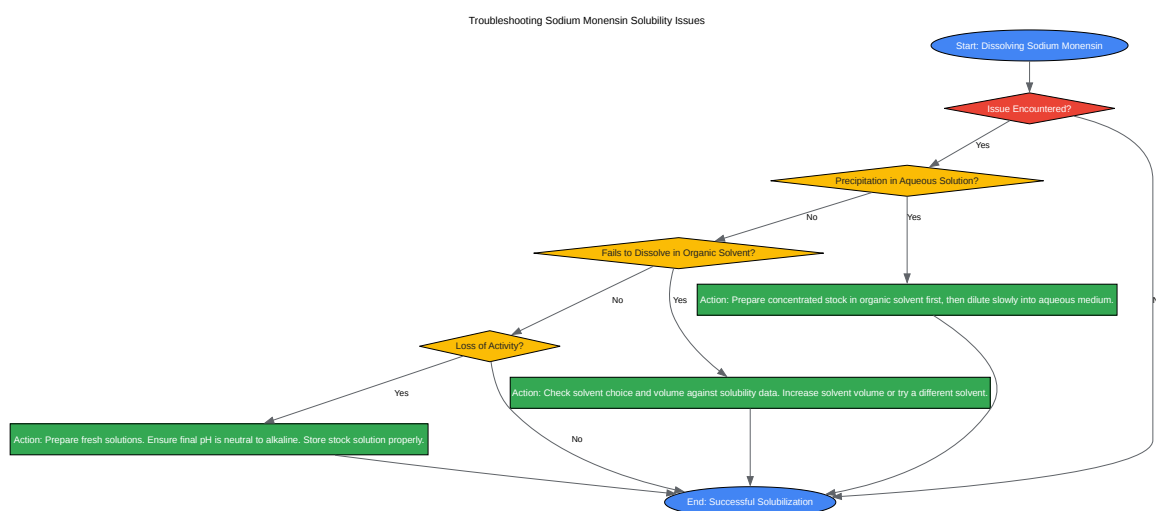 Troubleshooting Sodium Monensin Solubility Issues
Start: Dissolving Sodium Monensin
Issue Encountered?
Yes
Precipitation in Aqueous Solution?
No
Yes
Fails to Dissolve in Organic Solvent?
Action: Prepare concentrated stock in organic solvent first, then dilute slowly into aqueous medium.
No
Yes
Loss of Activity?
Action: Check solvent choice and volume against solubility data. Increase solvent volume or try a different solvent.
Yes
Action: Prepare fresh solutions. Ensure final pH is neutral to alkaline. Store stock solution properly.
No
End: Successful Solubilization